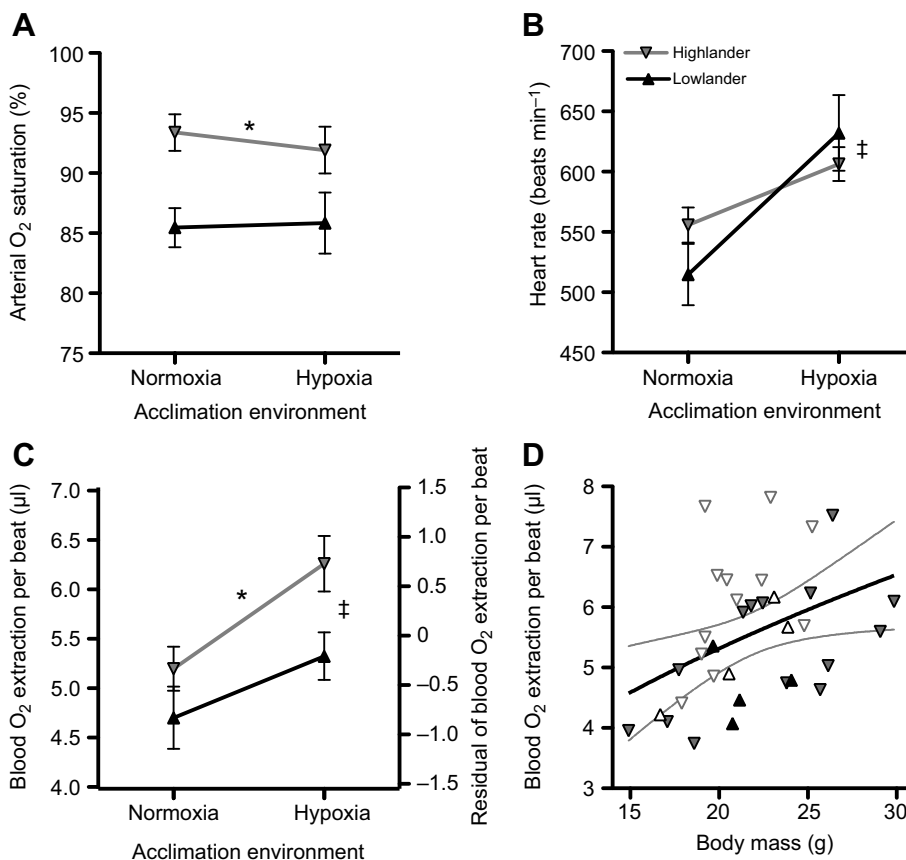 A
100
95
90
85
80
75
Arterial O2 saturation (%)
*
Normoxia Hypoxia
Acclimation environment
B
700
650
600
550
500
450
Heart rate (beats min−1)
Highlander
Lowlander
‡
Normoxia Hypoxia
Acclimation environment
C
7.0
6.5
6.0
5.5
5.0
4.5
4.0
Blood O2 extraction per beat (µl)
*
‡
1.5
1.0
0.5
0
−0.5
−1.0
−1.5
Residual of blood O2 extraction per beat
Normoxia Hypoxia
Acclimation environment
D
8
7
6
5
4
3
Blood O2 extraction per beat (µl)
15 20 25 30
Body mass (g)